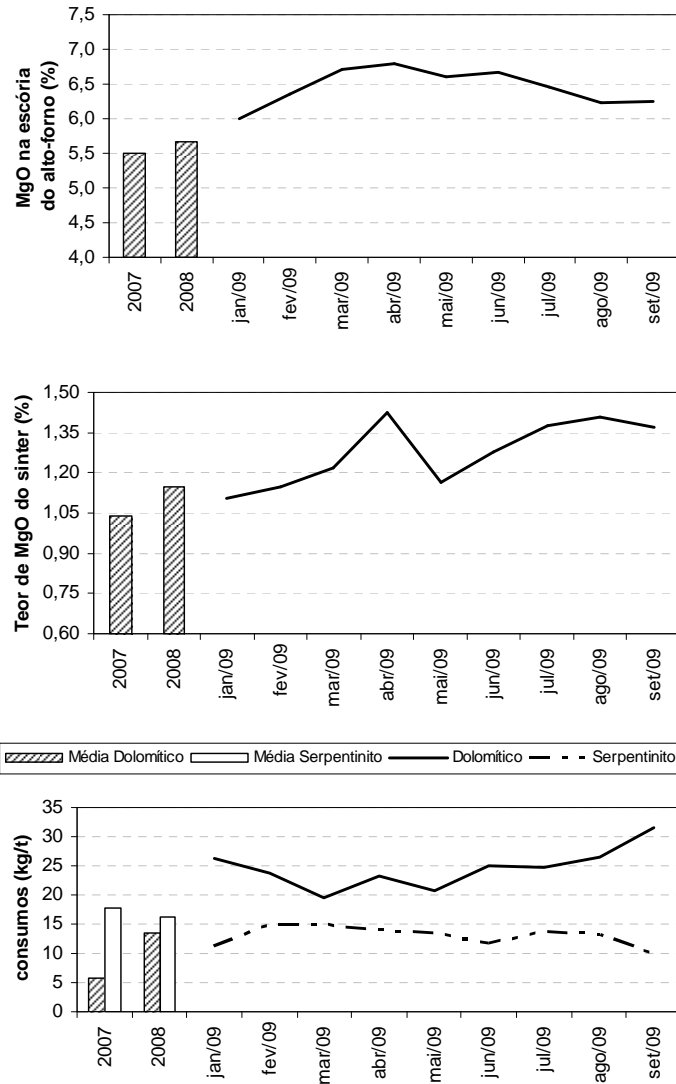 7,5
7,0
6,5
6,0
5,5
5,0
4,5
4,0
MgO na escória
do alto-forno (%)
2007
2008
jan/09
fev/09
mar/09
abr/09
mai/09
jun/09
jul/09
ago/09
set/09
1,50
1,35
1,20
1,05
0,90
0,75
0,60
Teor de MgO do sinter (%)
2007
2008
jan/09
fev/09
mar/09
abr/09
mai/09
jun/09
jul/09
ago/09
set/09
Média Dolomítico Média Serpentinito Dolomítico Serpentinito
35
30
25
20
15
10
5
0
consumos (kg/t)
2007
2008
jan/09
fev/09
mar/09
abr/09
mai/09
jun/09
jul/09
ago/09
set/09